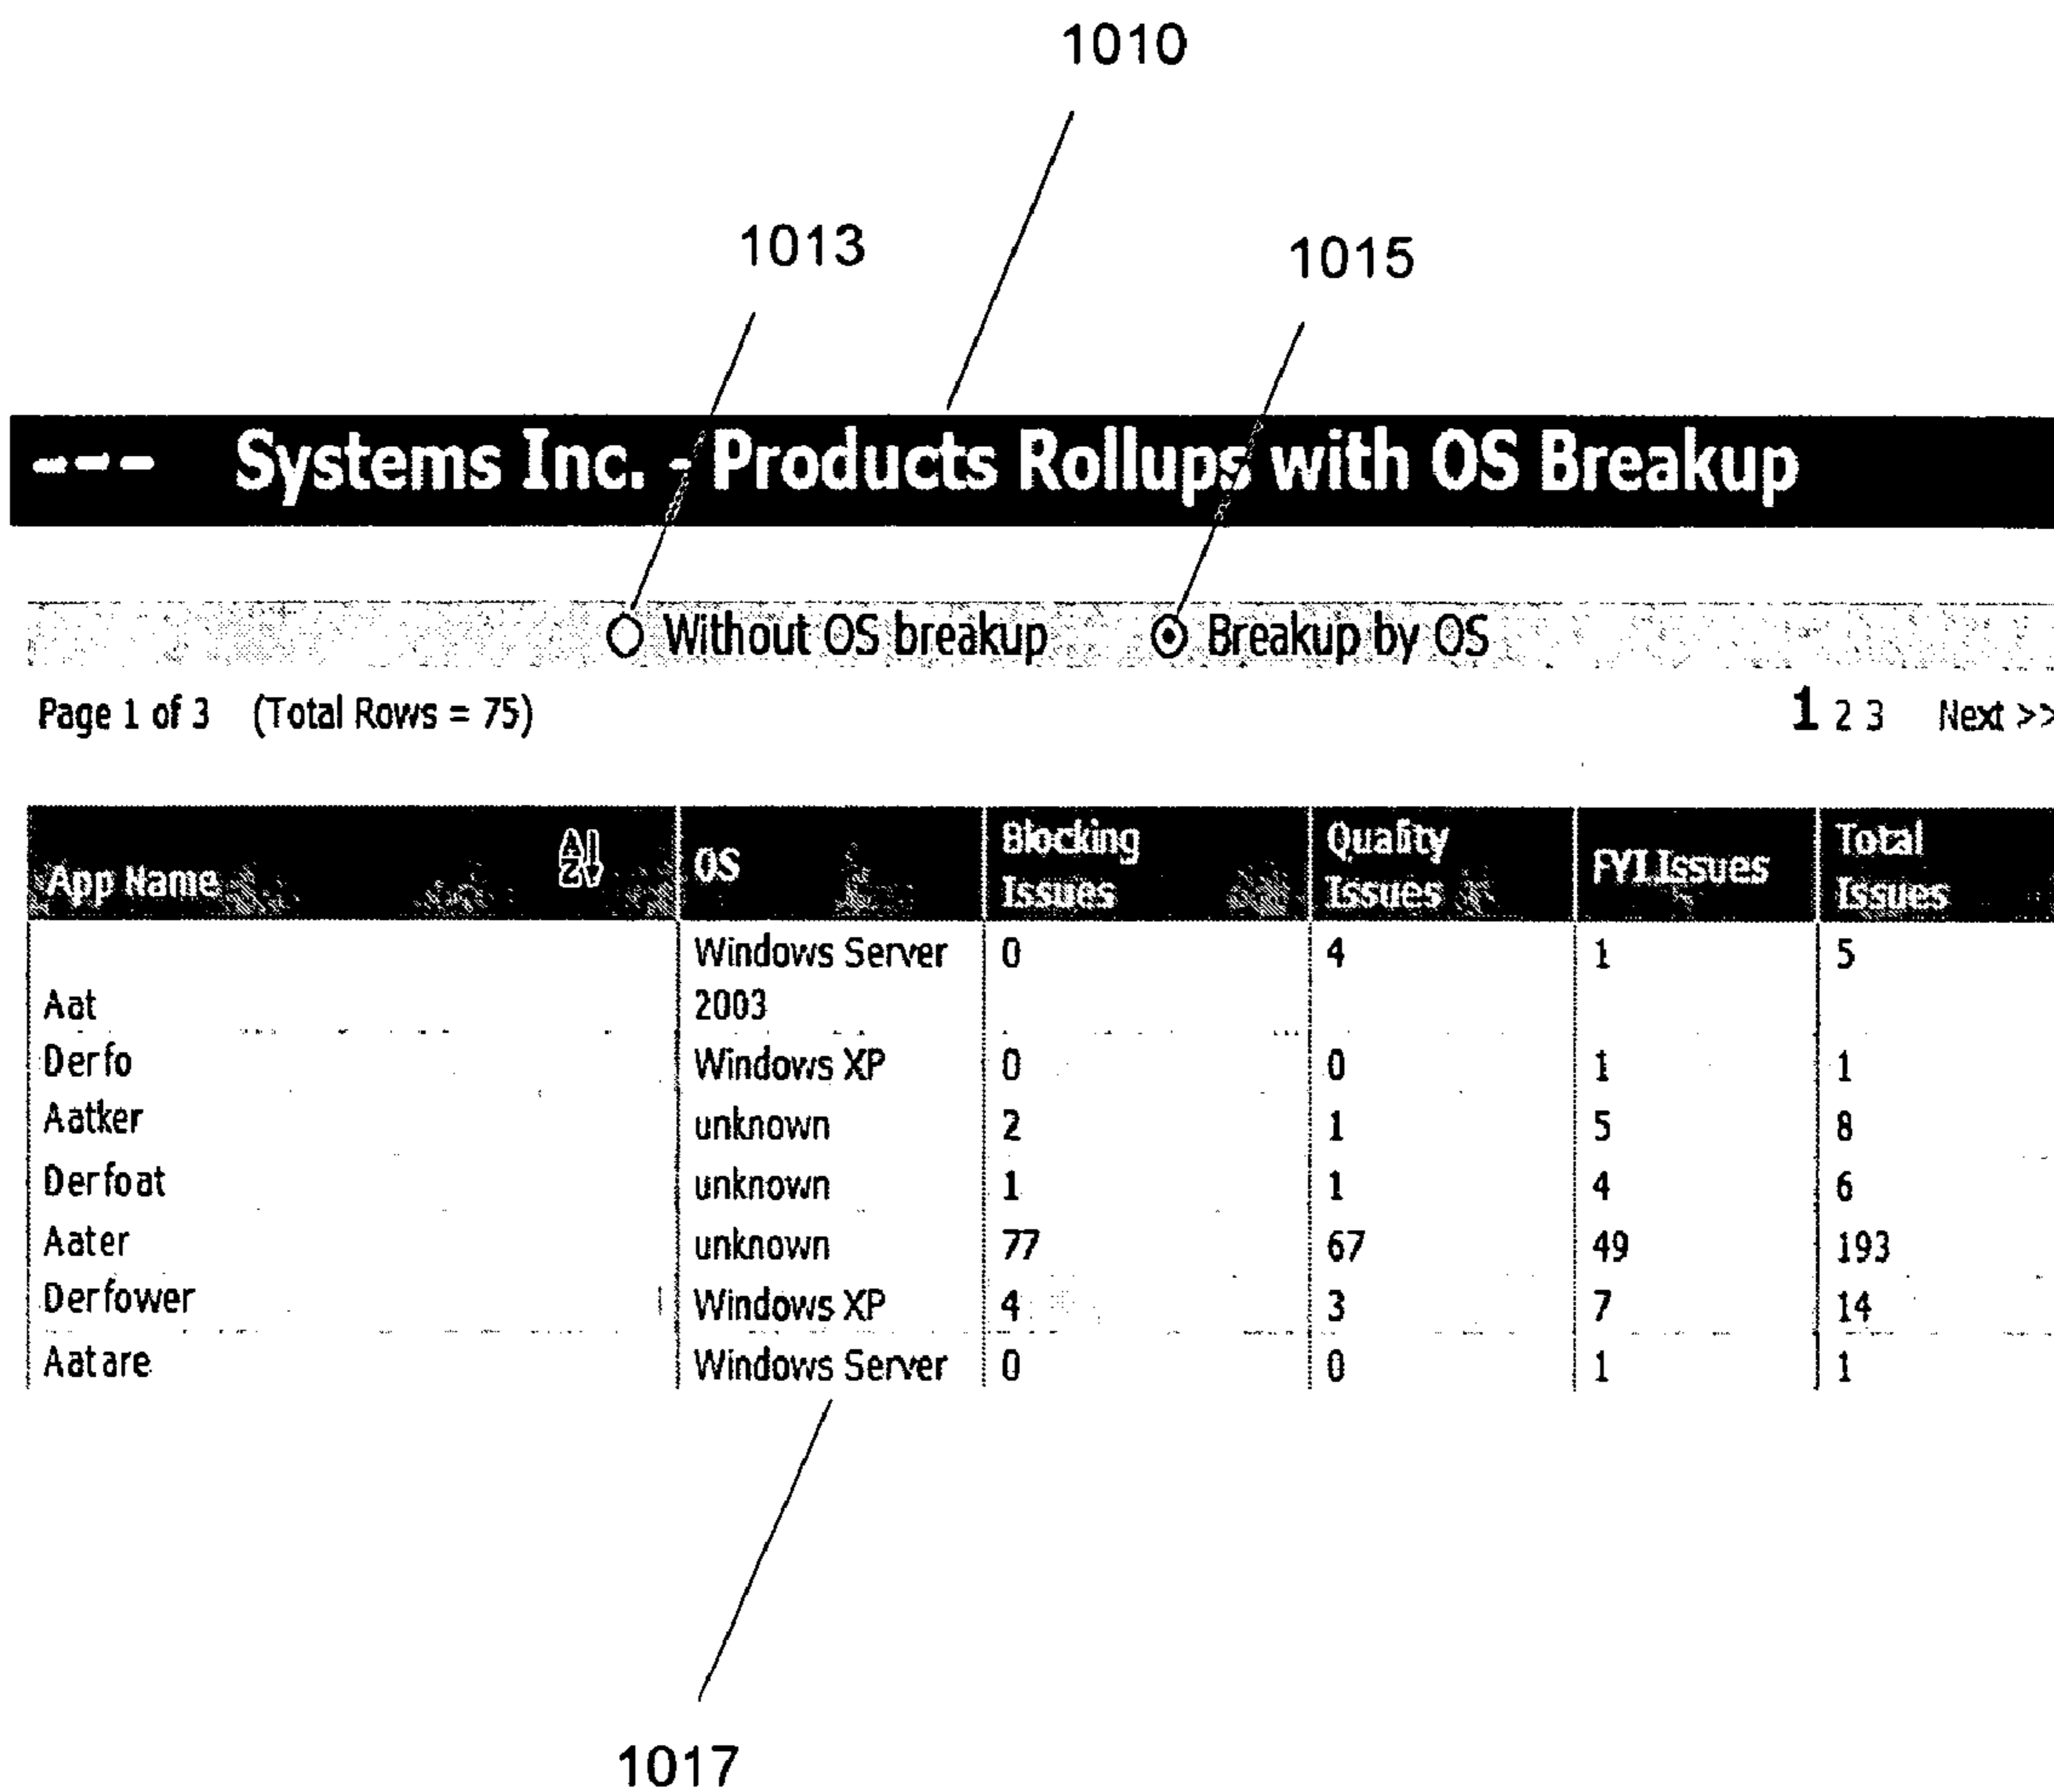 1010
1013 1015
--- Systems Inc. - Products Rollups with OS Breakup
Without OS breakup Breakup by OS
Page 1 of 3 (Total Rows = 75) 1 2 3 Next >>
App Name A Z OS Blocking Issues Quality Issues FYI Issues Total Issues
Aat Windows Server 2003 0 4 1 5
Derfo Windows XP 0 0 1 1
Aatker unknown 2 1 5 8
Derfoat unknown 1 1 4 6
Aater unknown 77 67 49 193
Derfower Windows XP 4 3 7 14
Aatare Windows Server 0 0 1 1
1017